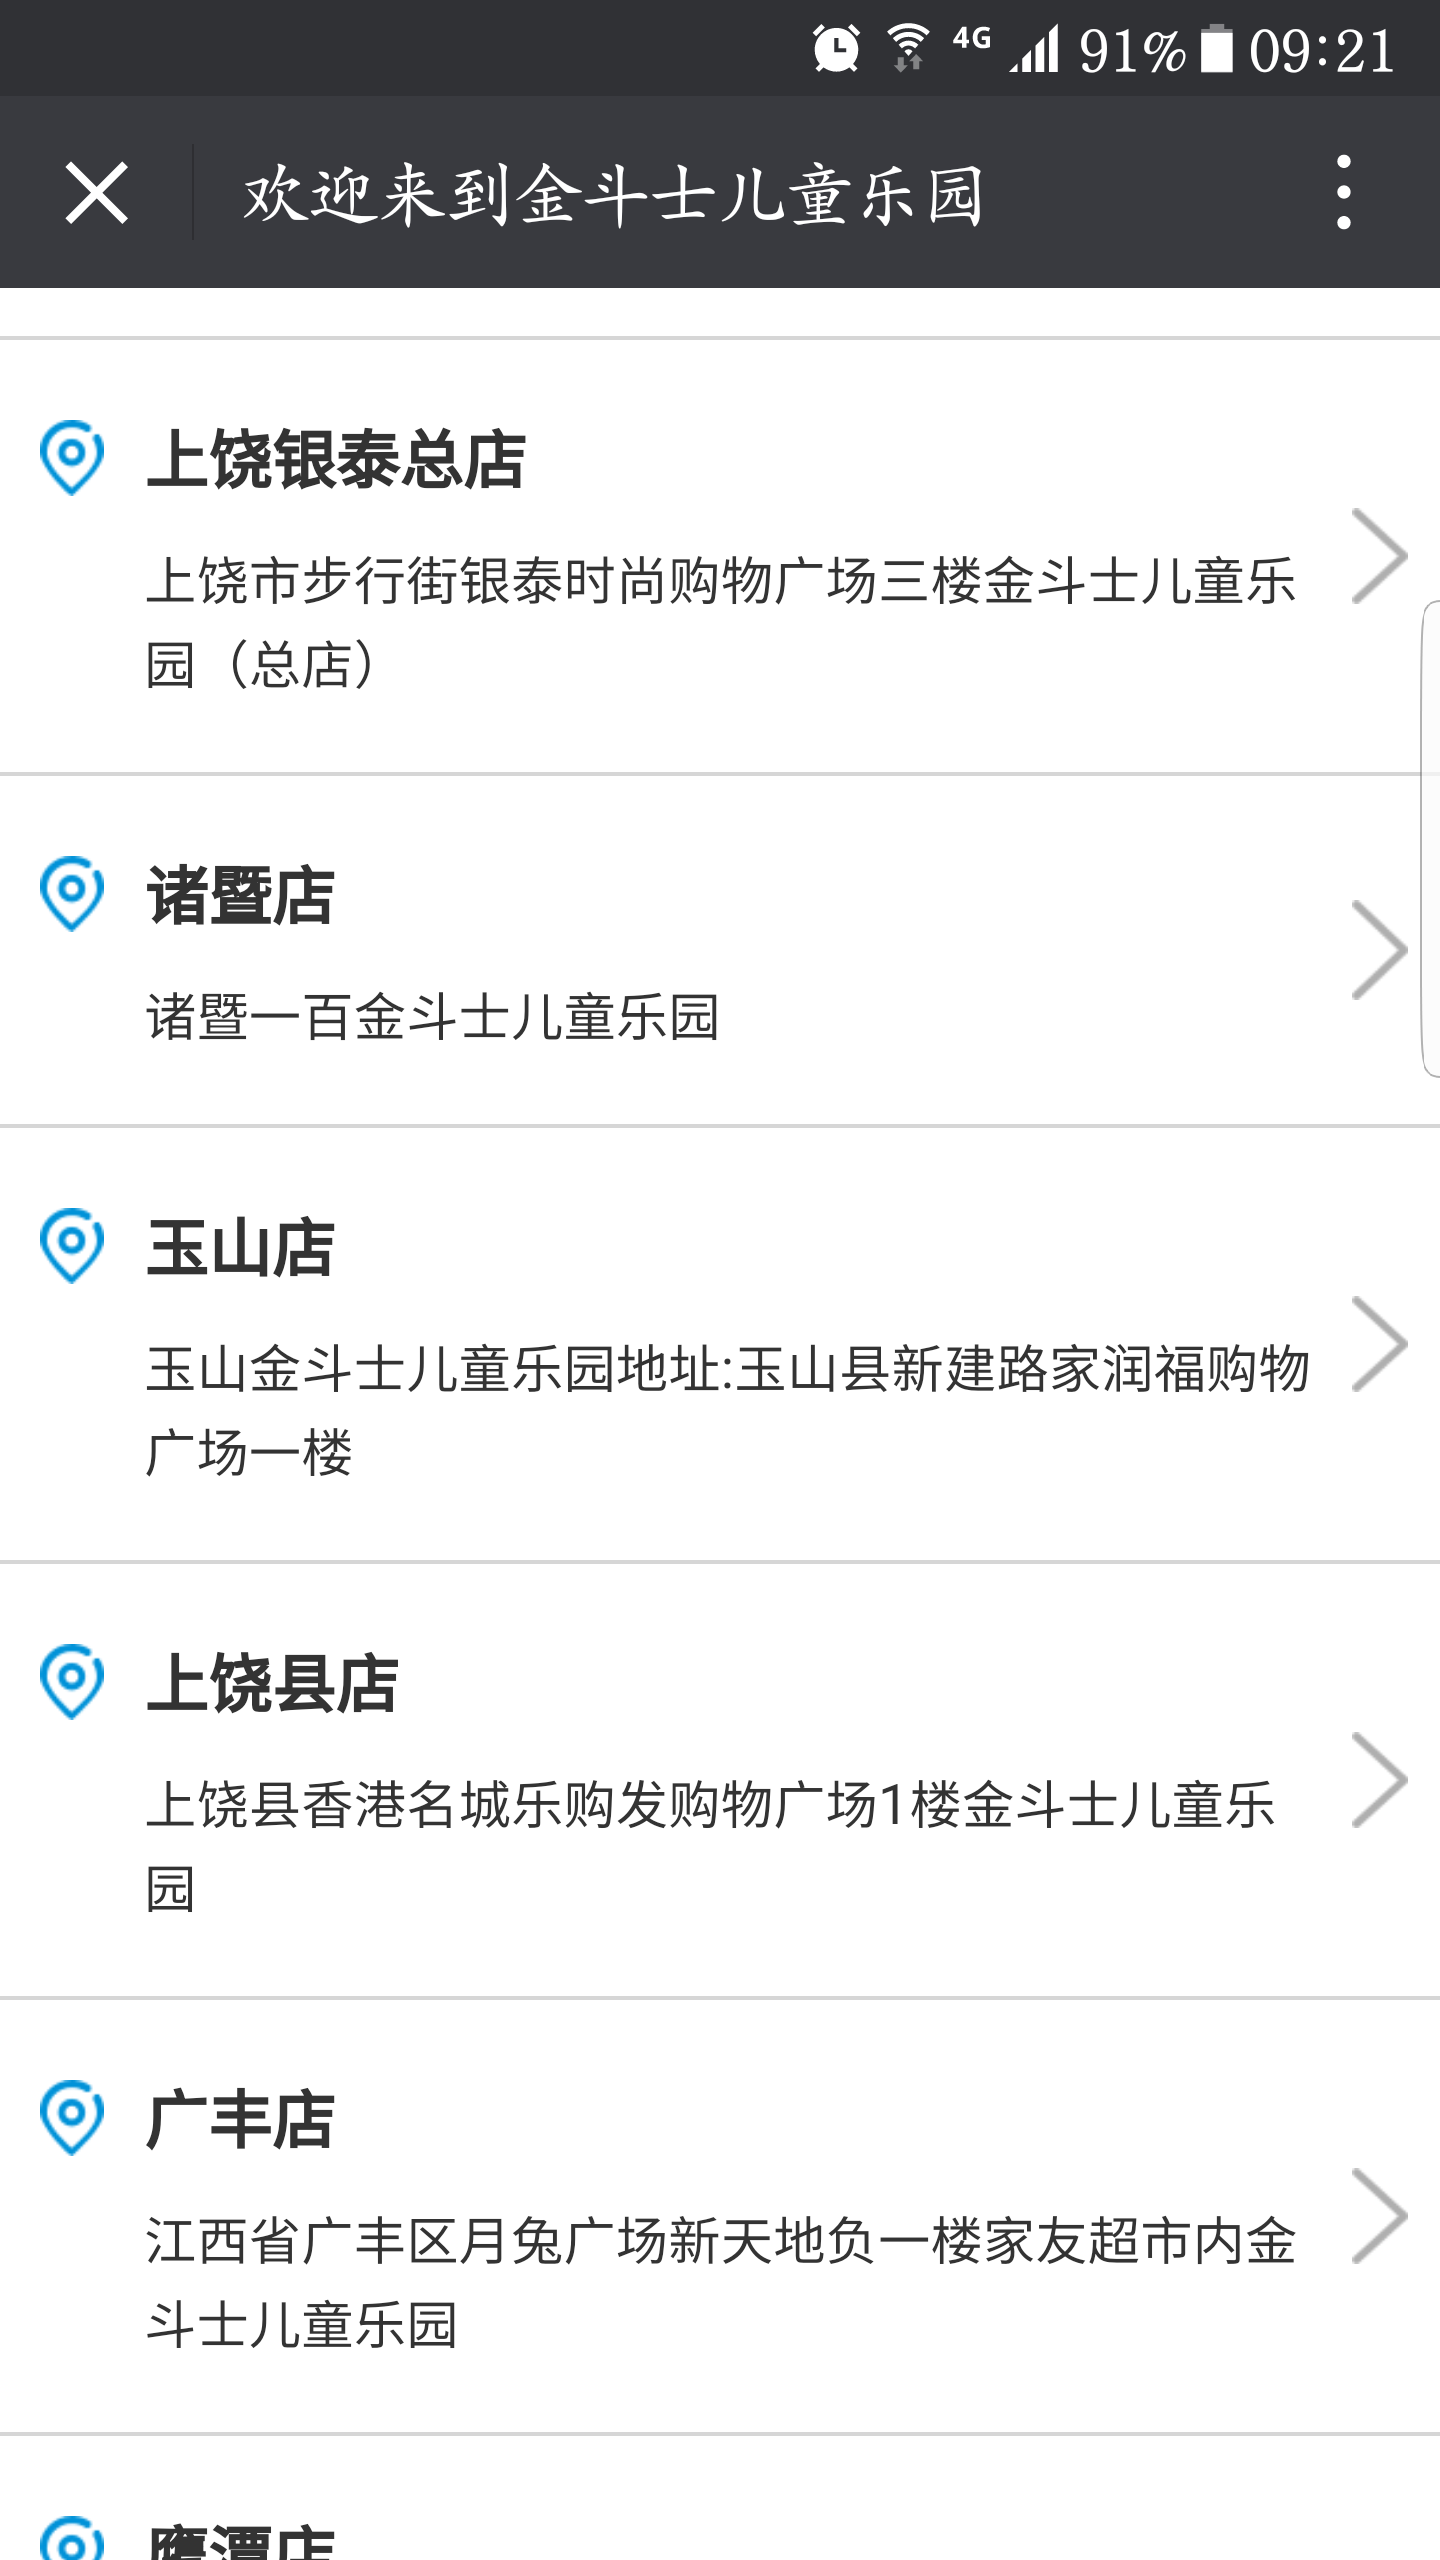 4G 91% 09:21
欢迎来到金斗士儿童乐园
上饶银泰总店
上饶市步行街银泰时尚购物广场三楼金斗士儿童乐
园（总店）
诸暨店
诸暨一百金斗士儿童乐园
玉山店
玉山金斗士儿童乐园地址:玉山县新建路家润福购物
广场一楼
上饶县店
上饶县香港名城乐购发购物广场1楼金斗士儿童乐
园
广丰店
江西省广丰区月兔广场新天地负一楼家友超市内金
斗士儿童乐园
鹰潭店